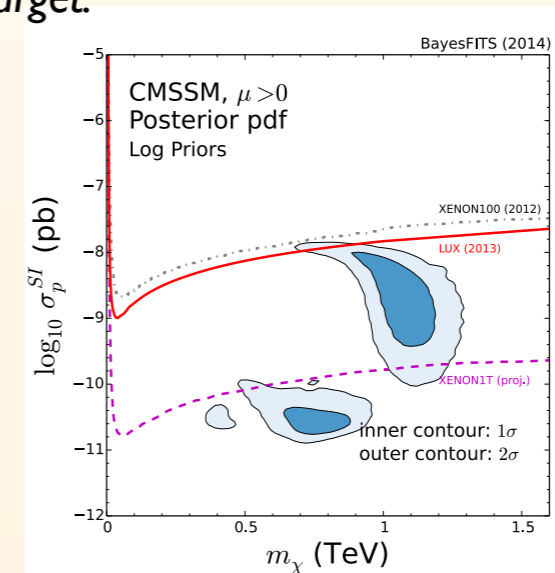 arget.
BayesFITS (2014)
−5
CMSSM, μ >0
Posterior pdf
Log Priors
−6
−7
XENON100 (2012)
LUX (2013)
−8
−9
−10
XENON1T (proj.)
−11
inner contour: 1σ
outer contour: 2σ
−12
log₁₀ σₚˢᴵ (pb)
0
0.5
1
1.5
mᵪ (TeV)